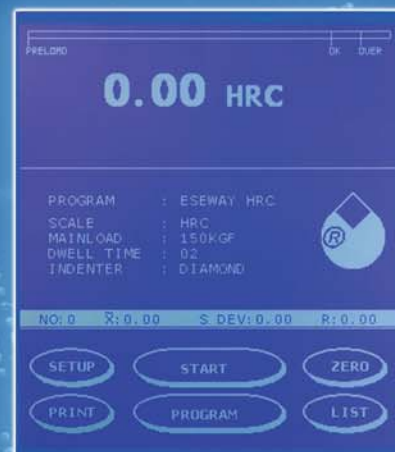 PRELOAD OK OVER
0.00 HRC
PROGRAM : ESEWAY HRC
SCALE : HRC
MAINLOAD : 150KGF
DWELL TIME : 02
INDENTER : DIAMOND
®
NO: 0 X̄: 0.00 S DEV: 0.00 R: 0.00
SETUP START ZERO
PRINT PROGRAM LIST